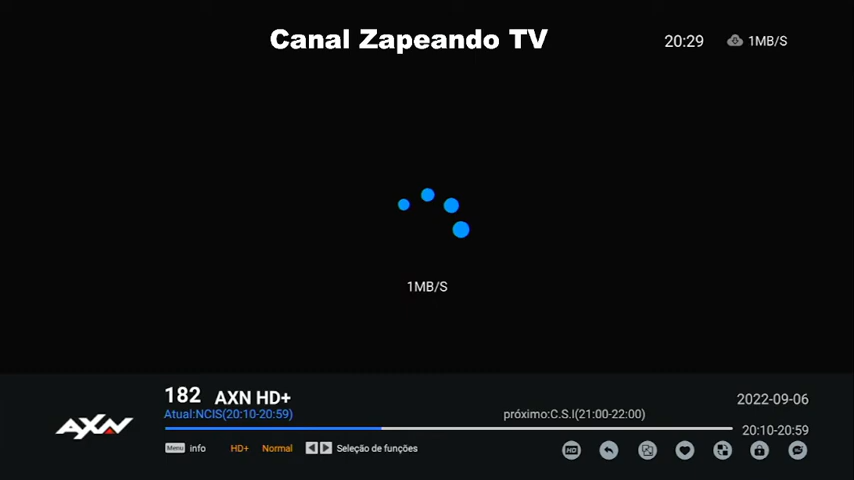 Canal Zapeando TV
20:29 1MB/S
1MB/S
182 AXN HD+
2022-09-06
Atual:NCIS(20:10-20:59) próximo:C.S.I(21:00-22:00)
AXN
20:10-20:59
Menu info HD+ Normal Seleção de funções
HD